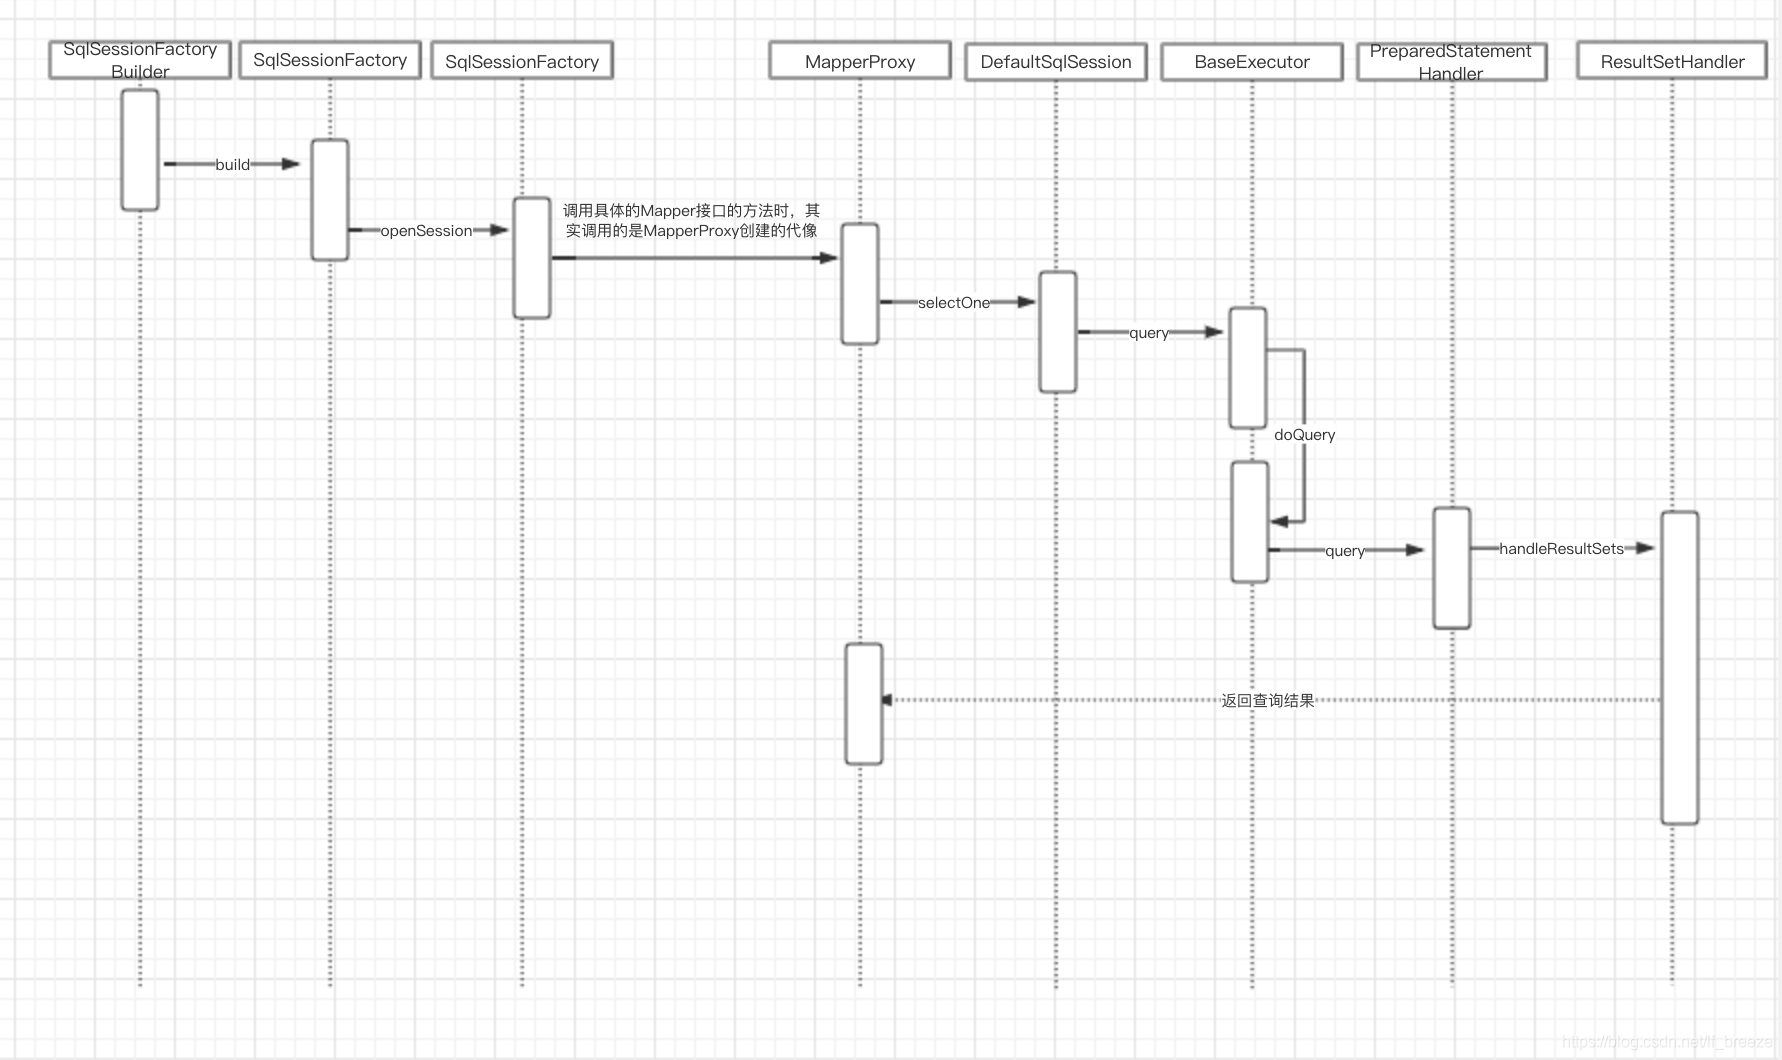 SqlSessionFactory
Builder
SqlSessionFactory
SqlSessionFactory
MapperProxy
DefaultSqlSession
BaseExecutor
PreparedStatement
Handler
ResultSetHandler
build
openSession
调用具体的Mapper接口的方法时，其
实调用的是MapperProxy创建的代像
selectOne
query
doQuery
query
handleResultSets
返回查询结果
https://blog.csdn.net/lf_breeze